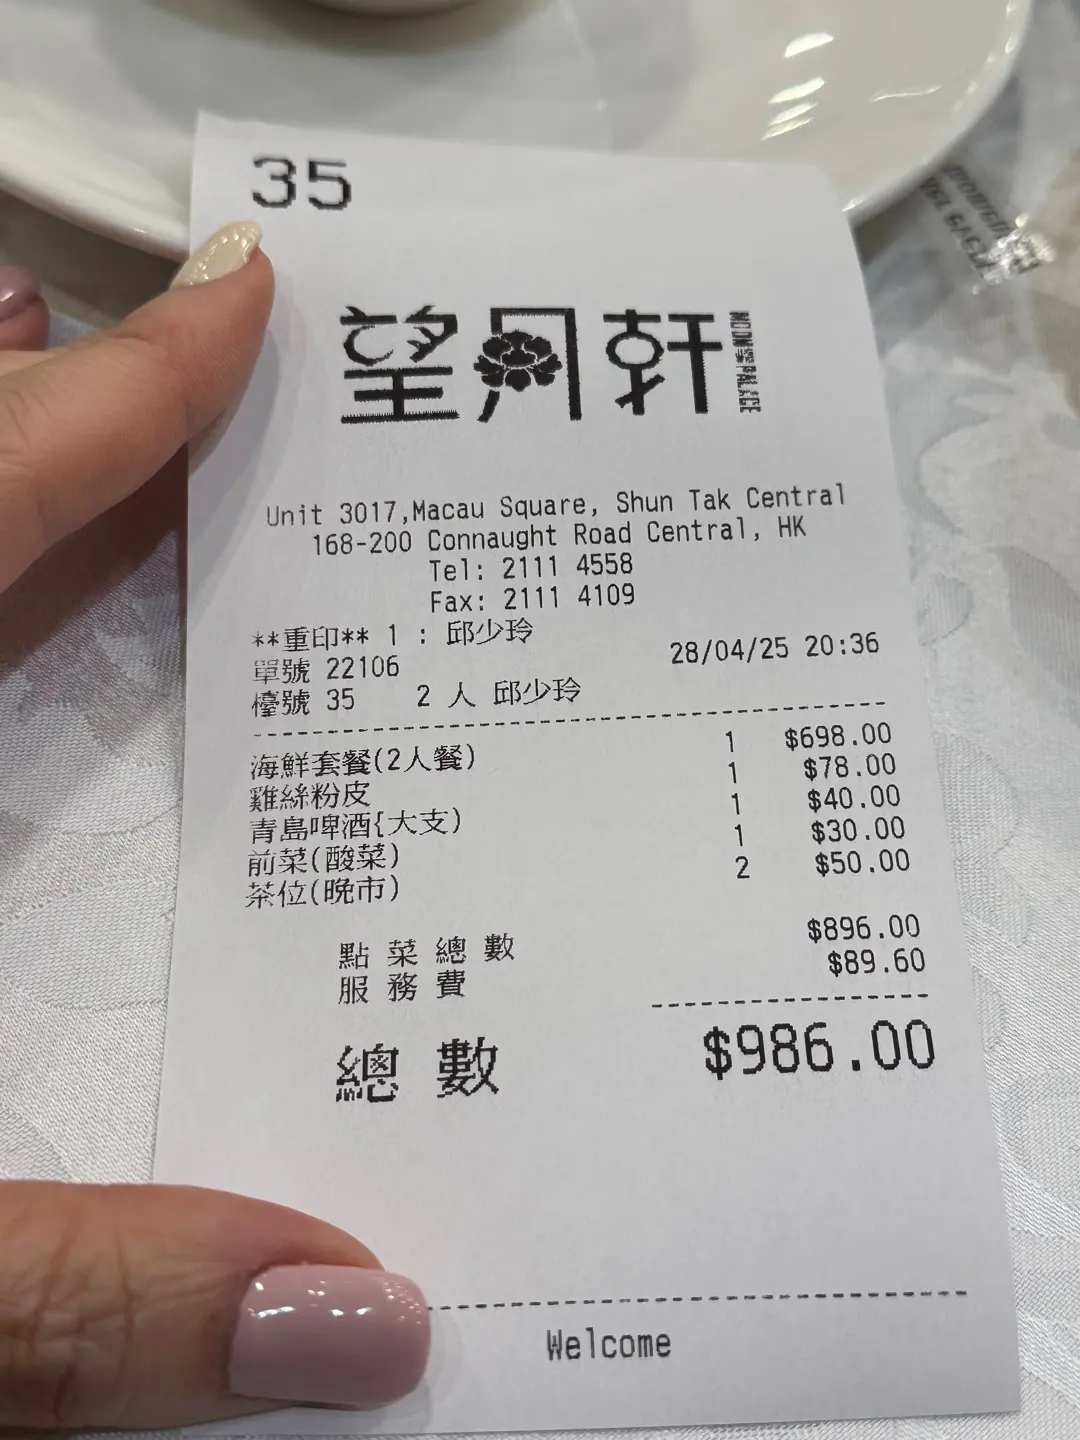 35
望月軒
MOON PALACE
Unit 3017,Macau Square, Shun Tak Central
168-200 Connaught Road Central, HK
Tel: 2111 4558
Fax: 2111 4109
**重印** 1 : 邱少玲
單號 22106 28/04/25 20:36
檯號 35 2 人 邱少玲
海鮮套餐(2人餐) 1 $698.00
雞絲粉皮 1 $78.00
青島啤酒{大支) 1 $40.00
前菜(酸菜) 1 $30.00
茶位(晚市) 2 $50.00
點菜總數 $896.00
服務費 $89.60
總數 $986.00
Welcome